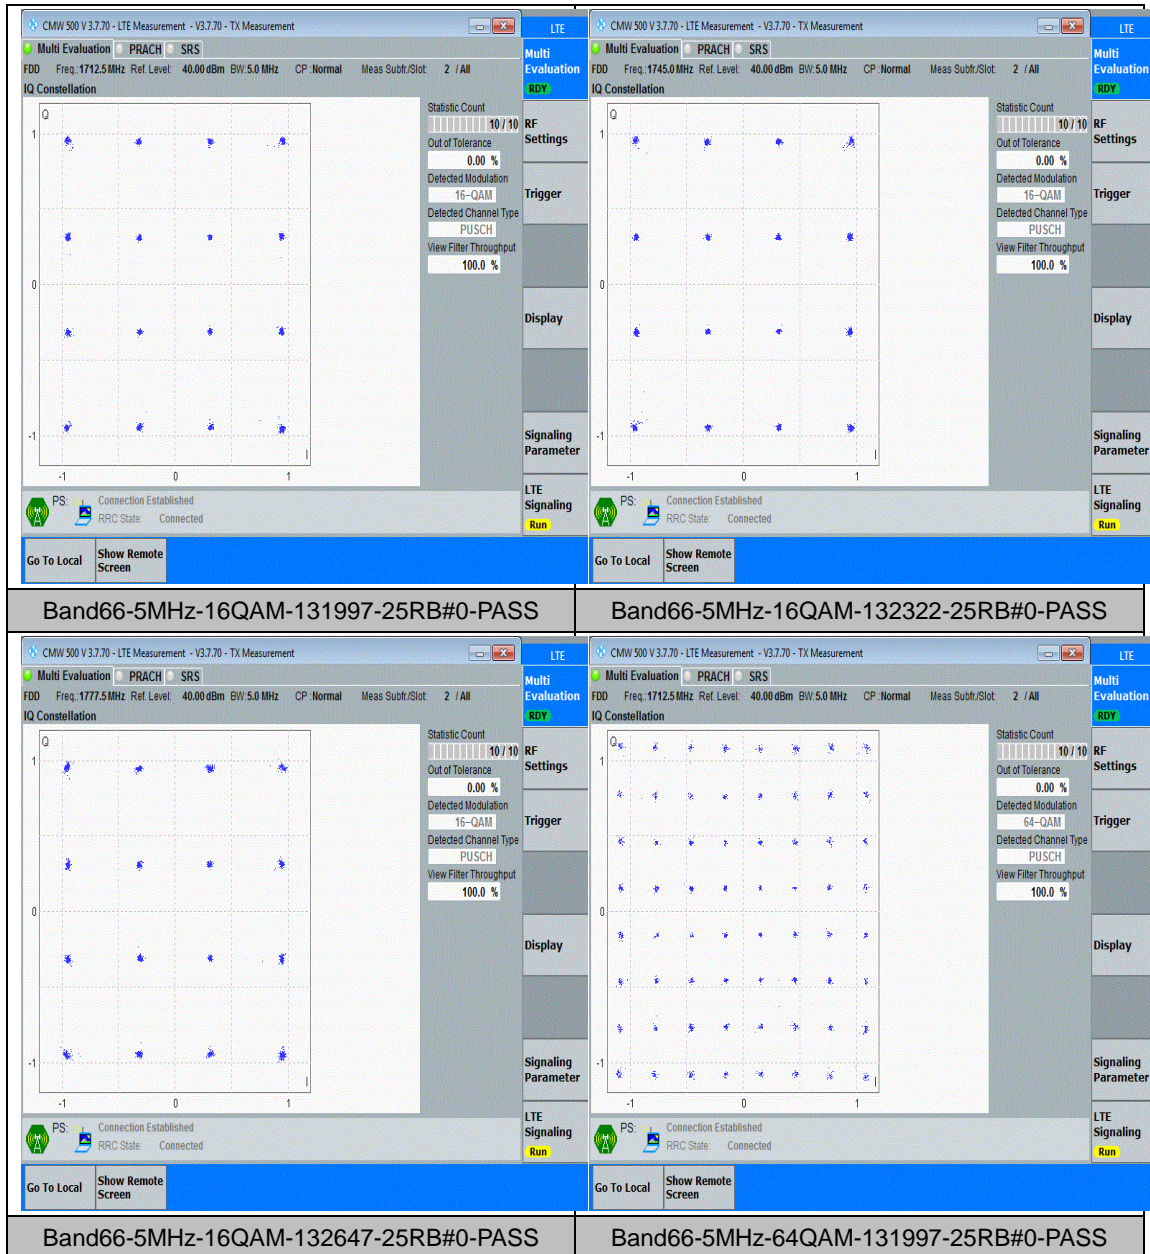 CMW 500 V 3.7.70 - LTE Measurement - V3.7.70 - TX Measurement
LTE
Multi Evaluation PRACH SRS
Multi Evaluation
RDY
FDD Freq.:1712.5 MHz Ref. Level: 40.00 dBm BW:5.0 MHz CP :Normal Meas Subfr./Slot: 2 / All
IQ Constellation
Q
1
0
-1
-1 0 1
I
Statistic Count
10 / 10
Out of Tolerance
0.00 %
Detected Modulation
16-QAM
Detected Channel Type
PUSCH
View Filter Throughput
100.0 %
RF
Settings
Trigger
Display
Signaling
Parameter
LTE
Signaling
Run
PS: Connection Established
RRC State: Connected
Go To Local
Show Remote
Screen
CMW 500 V 3.7.70 - LTE Measurement - V3.7.70 - TX Measurement
LTE
Multi Evaluation PRACH SRS
Multi Evaluation
RDY
FDD Freq.:1745.0 MHz Ref. Level: 40.00 dBm BW:5.0 MHz CP :Normal Meas Subfr./Slot: 2 / All
IQ Constellation
Q
1
0
-1
-1 0 1
I
Statistic Count
10 / 10
Out of Tolerance
0.00 %
Detected Modulation
16-QAM
Detected Channel Type
PUSCH
View Filter Throughput
100.0 %
RF
Settings
Trigger
Display
Signaling
Parameter
LTE
Signaling
Run
PS: Connection Established
RRC State: Connected
Go To Local
Show Remote
Screen
Band66-5MHz-16QAM-131997-25RB#0-PASS
Band66-5MHz-16QAM-132322-25RB#0-PASS
CMW 500 V 3.7.70 - LTE Measurement - V3.7.70 - TX Measurement
LTE
Multi Evaluation PRACH SRS
Multi Evaluation
RDY
FDD Freq.:1777.5 MHz Ref. Level: 40.00 dBm BW:5.0 MHz CP :Normal Meas Subfr./Slot: 2 / All
IQ Constellation
Q
1
0
-1
-1 0 1
I
Statistic Count
10 / 10
Out of Tolerance
0.00 %
Detected Modulation
16-QAM
Detected Channel Type
PUSCH
View Filter Throughput
100.0 %
RF
Settings
Trigger
Display
Signaling
Parameter
LTE
Signaling
Run
PS: Connection Established
RRC State: Connected
Go To Local
Show Remote
Screen
CMW 500 V 3.7.70 - LTE Measurement - V3.7.70 - TX Measurement
LTE
Multi Evaluation PRACH SRS
Multi Evaluation
RDY
FDD Freq.:1712.5 MHz Ref. Level: 40.00 dBm BW:5.0 MHz CP :Normal Meas Subfr./Slot: 2 / All
IQ Constellation
Q
1
0
-1
-1 0 1
I
Statistic Count
10 / 10
Out of Tolerance
0.00 %
Detected Modulation
64-QAM
Detected Channel Type
PUSCH
View Filter Throughput
100.0 %
RF
Settings
Trigger
Display
Signaling
Parameter
LTE
Signaling
Run
PS: Connection Established
RRC State: Connected
Go To Local
Show Remote
Screen
Band66-5MHz-16QAM-132647-25RB#0-PASS
Band66-5MHz-64QAM-131997-25RB#0-PASS